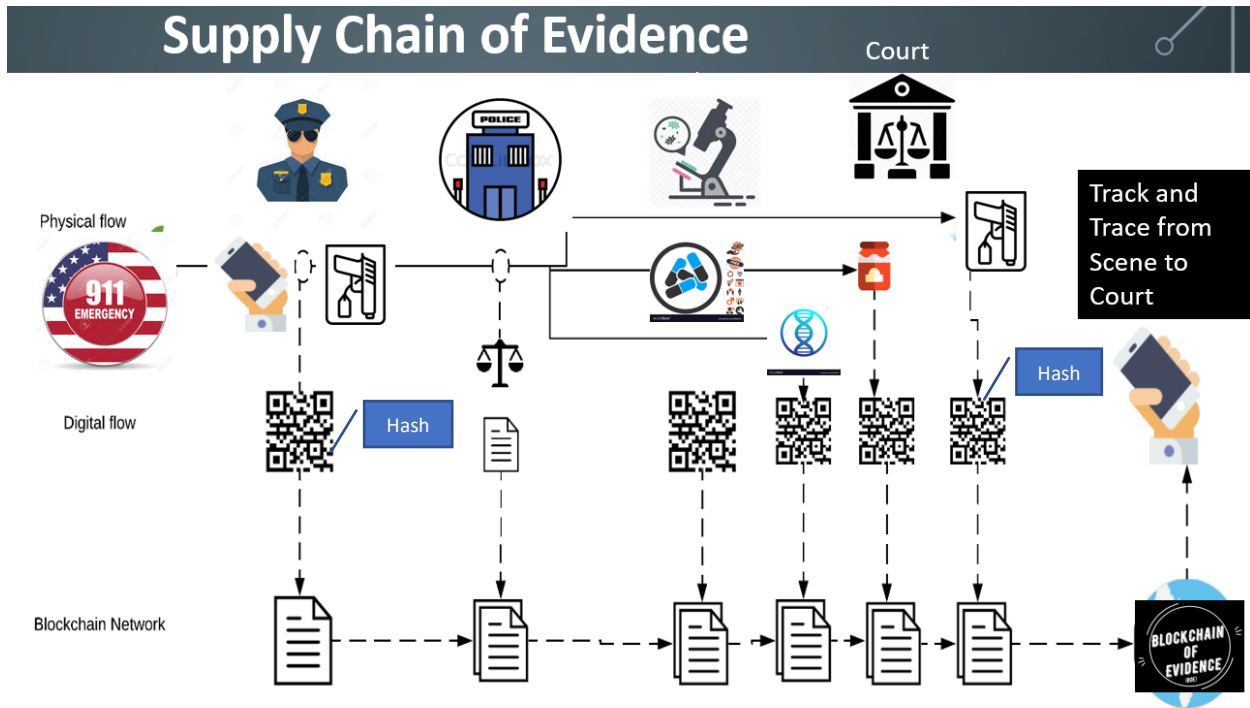 Supply Chain of Evidence
Court
POLICE
Physical flow
911
EMERGENCY
Track and
Trace from
Scene to
Court
Hash
Digital flow
Hash
Blockchain Network
BLOCKCHAIN
OF
EVIDENCE
(BOE)